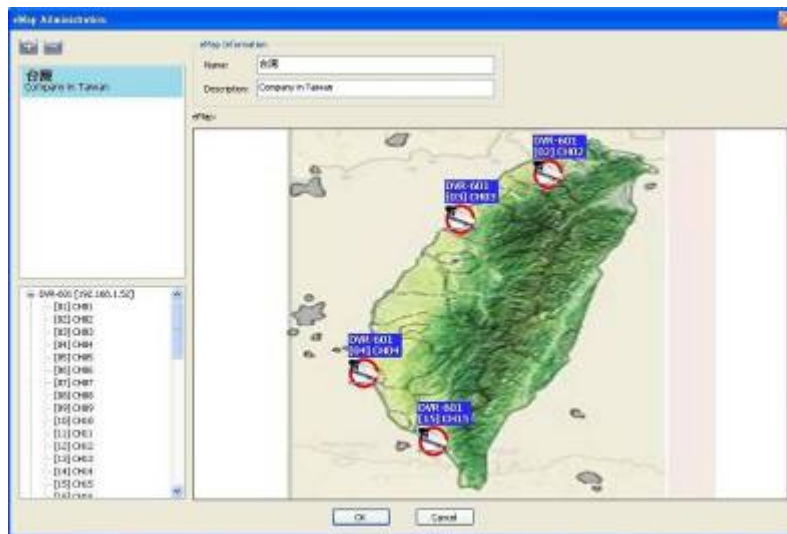 eMap Administration
eMap Information
Name: 台灣
Description: Company in Taiwan
台灣
Company in Taiwan
eMap:
DVR-601
[02] CH02
DVR-601
[03] CH03
DVR-601
[04] CH04
DVR-601
[15] CH15
DVR-601 [192.168.1.52]
[01] CH01
[02] CH02
[03] CH03
[04] CH04
[05] CH05
[06] CH06
[07] CH07
[08] CH08
[09] CH09
[10] CH10
[11] CH11
[12] CH12
[13] CH13
[14] CH14
[15] CH15
OK
Cancel